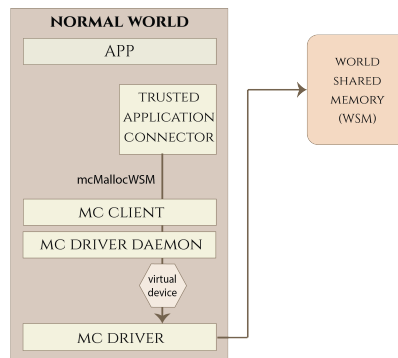 NORMAL WORLD
APP
TRUSTED
APPLICATION
CONNECTOR
mcMallocWSM
MC CLIENT
MC DRIVER DAEMON
virtual
device
MC DRIVER
WORLD
SHARED
MEMORY
(WSM)